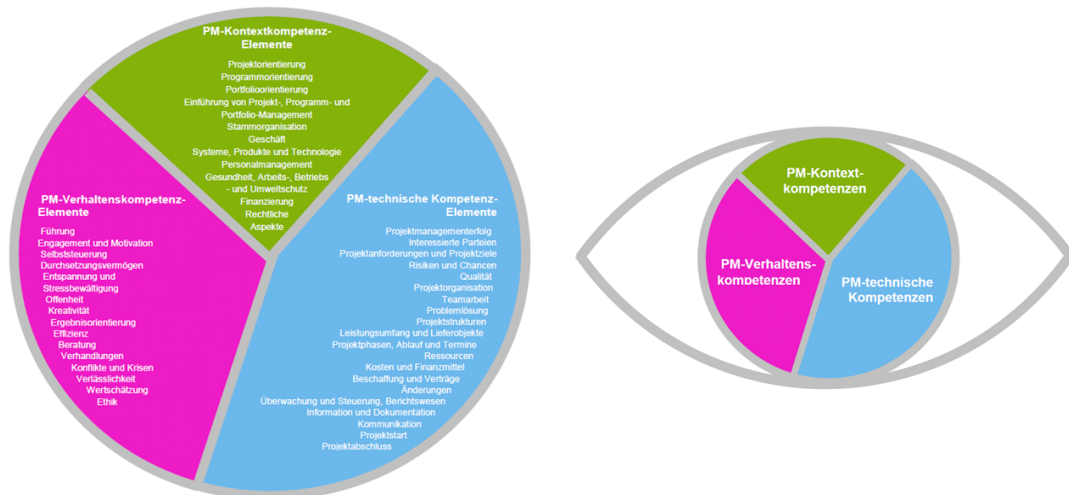 PM-Kontextkompetenz-
Elemente
Projektorientierung
Programmorientierung
Portfolioorientierung
Einführung von Projekt-, Programm- und
Portfolio-Management
Stammorganisation
Geschäft
Systeme, Produkte und Technologie
Personalmanagement
Gesundheit, Arbeits-, Betriebs
- und Umweltschutz
Finanzierung
Rechtliche
Aspekte
PM-Verhaltenskompetenz-
Elemente
Führung
Engagement und Motivation
Selbststeuerung
Durchsetzungsvermögen
Entspannung und
Stressbewältigung
Offenheit
Kreativität
Ergebnisorientierung
Effizienz
Beratung
Verhandlungen
Konflikte und Krisen
Verlässlichkeit
Wertschätzung
Ethik
PM-technische Kompetenz-
Elemente
Projektmanagementerfolg
Interessierte Parteien
Projektanforderungen und Projektziele
Risiken und Chancen
Qualität
Projektorganisation
Teamarbeit
Problemlösung
Projektstrukturen
Leistungsumfang und Lieferobjekte
Projektphasen, Ablauf und Termine
Ressourcen
Kosten und Finanzmittel
Beschaffung und Verträge
Änderungen
Überwachung und Steuerung, Berichtswesen
Information und Dokumentation
Kommunikation
Projektstart
Projektabschluss
PM-Kontext-
kompetenzen
PM-Verhaltens-
kompetenzen
PM-technische
Kompetenzen